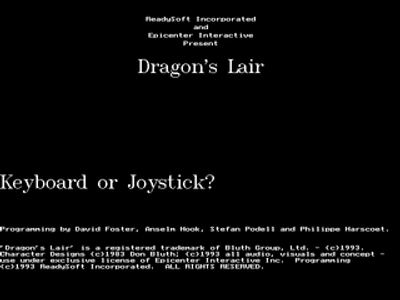 ReadySoft Incorporated
and
Epicenter Interactive
Present
Dragon's Lair
Keyboard or Joystick?
Programming by David Foster, Anselm Hook, Stefan Podell and Philippe Harscoet.
"Dragon's Lair" is a registered trademark of Bluth Group, Ltd. - (c)1993.
Character Designs (c)1983 Don Bluth; (c)1993 all audio, visuals and concept -
use under exclusive license of Epicenter Interactive Inc.  Programming
(c)1993 ReadySoft Incorporated.  ALL RIGHTS RESERVED.